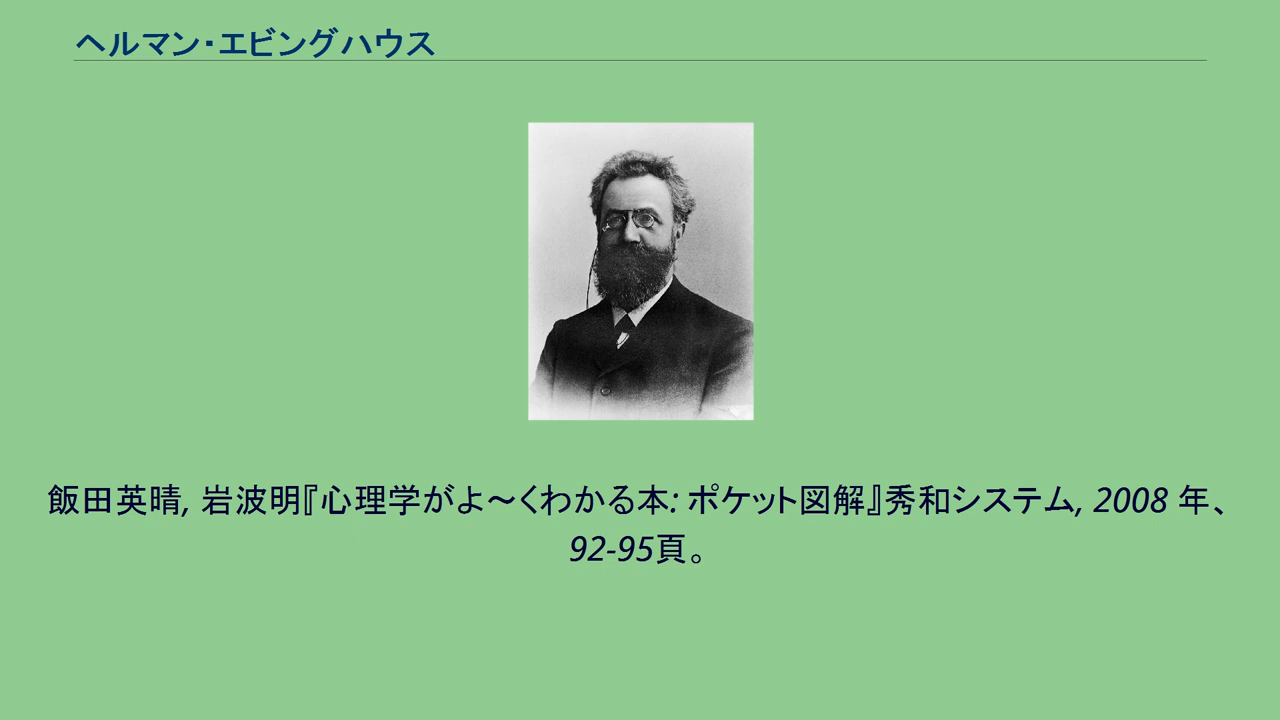 ヘルマン・エビングハウス
飯田英晴, 岩波明『心理学がよ〜くわかる本: ポケット図解』秀和システム, 2008 年、
92-95頁。